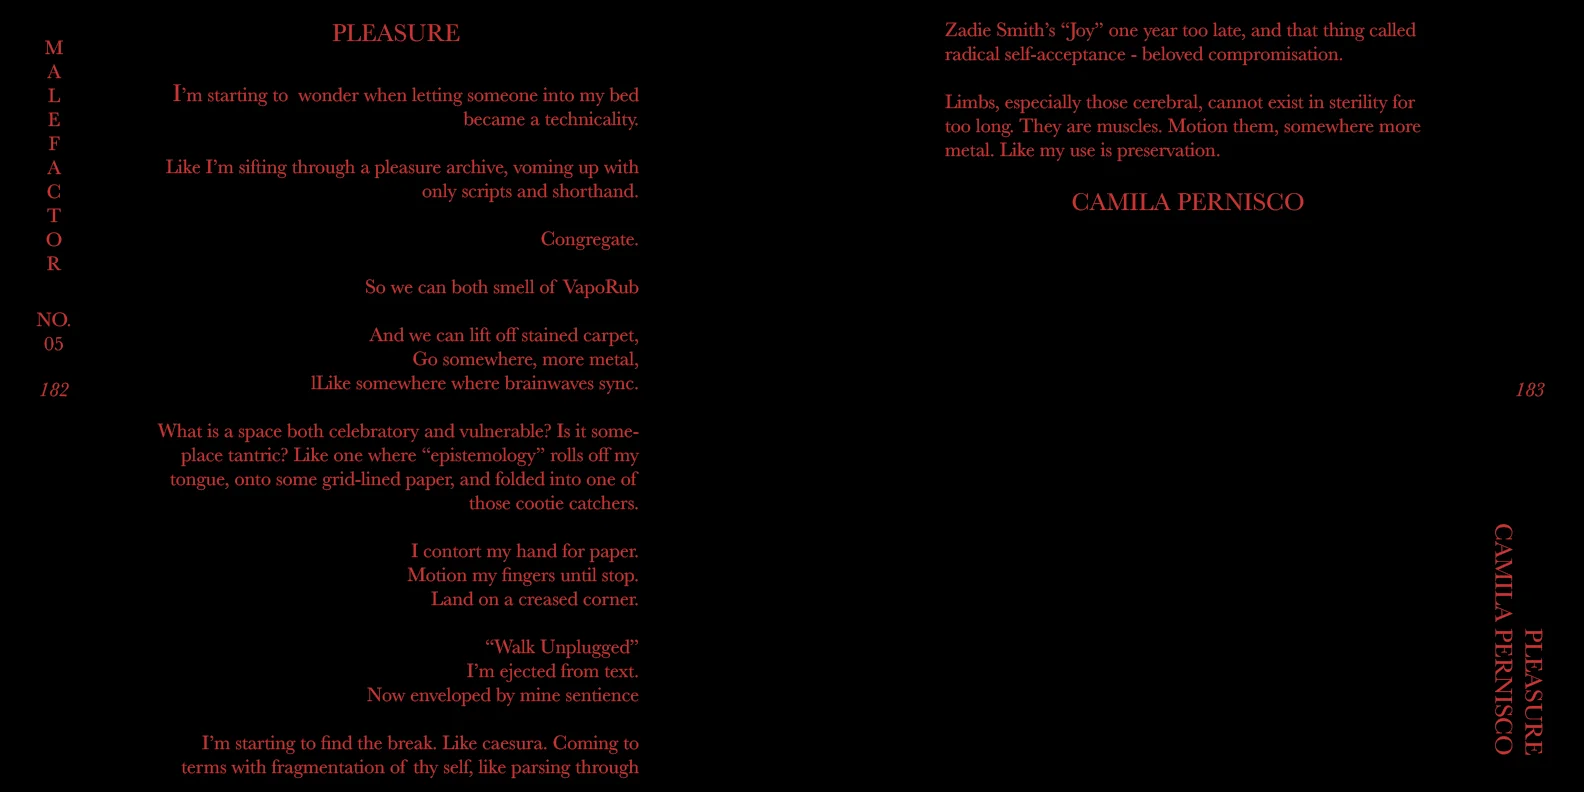 MALEFACTOR
NO.
05
182
PLEASURE
I’m starting to  wonder when letting someone into my bed
became a technicality.
Like I’m sifting through a pleasure archive, voming up with
only scripts and shorthand.
Congregate.
So we can both smell of VapoRub
And we can lift off stained carpet,
Go somewhere, more metal,
lLike somewhere where brainwaves sync.
What is a space both celebratory and vulnerable? Is it some-
place tantric? Like one where “epistemology” rolls off my
tongue, onto some grid-lined paper, and folded into one of
those cootie catchers.
I contort my hand for paper.
Motion my fingers until stop.
Land on a creased corner.
“Walk Unplugged”
I’m ejected from text.
Now enveloped by mine sentience
I’m starting to find the break. Like caesura. Coming to
terms with fragmentation of thy self, like parsing through
Zadie Smith’s “Joy” one year too late, and that thing called
radical self-acceptance - beloved compromisation.
Limbs, especially those cerebral, cannot exist in sterility for
too long. They are muscles. Motion them, somewhere more
metal. Like my use is preservation.
CAMILA PERNISCO
183
PLEASURE
CAMILA PERNISCO